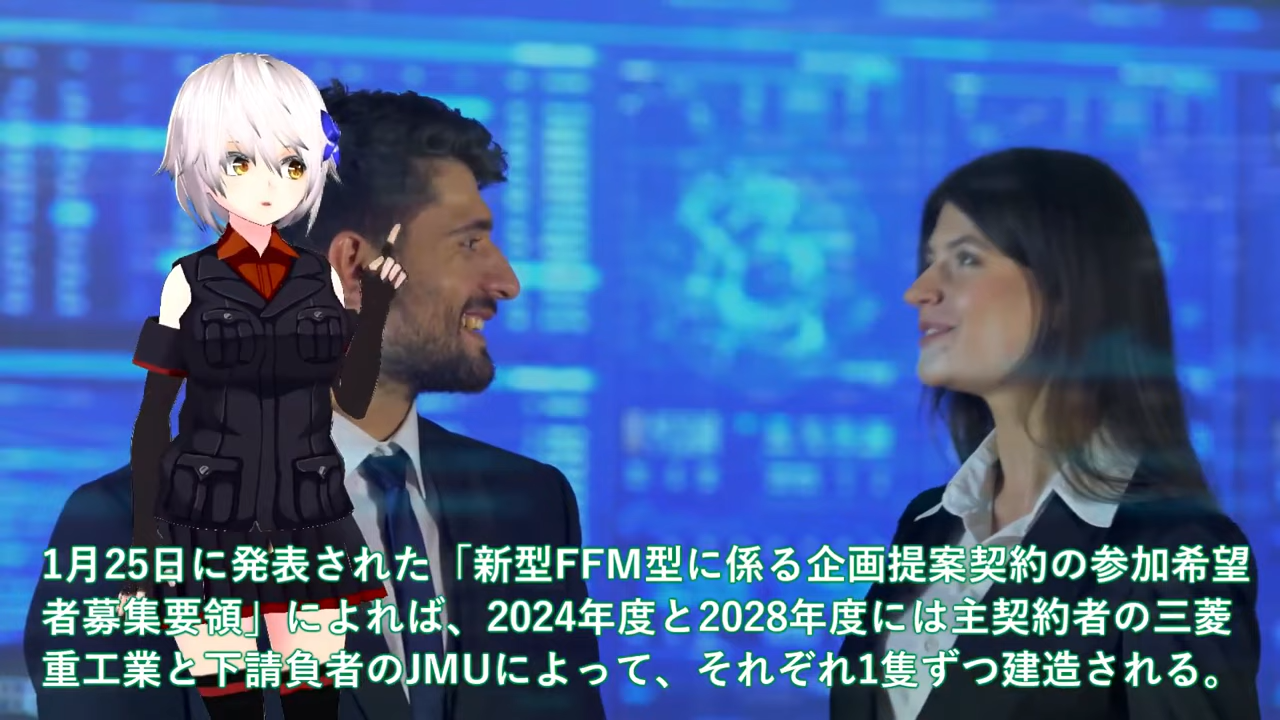 1月25日に発表された「新型FFM型に係る企画提案契約の参加希望
者募集要領」によれば、2024年度と2028年度には主契約者の三菱
重工業と下請負者のJMUによって、それぞれ1隻ずつ建造される。